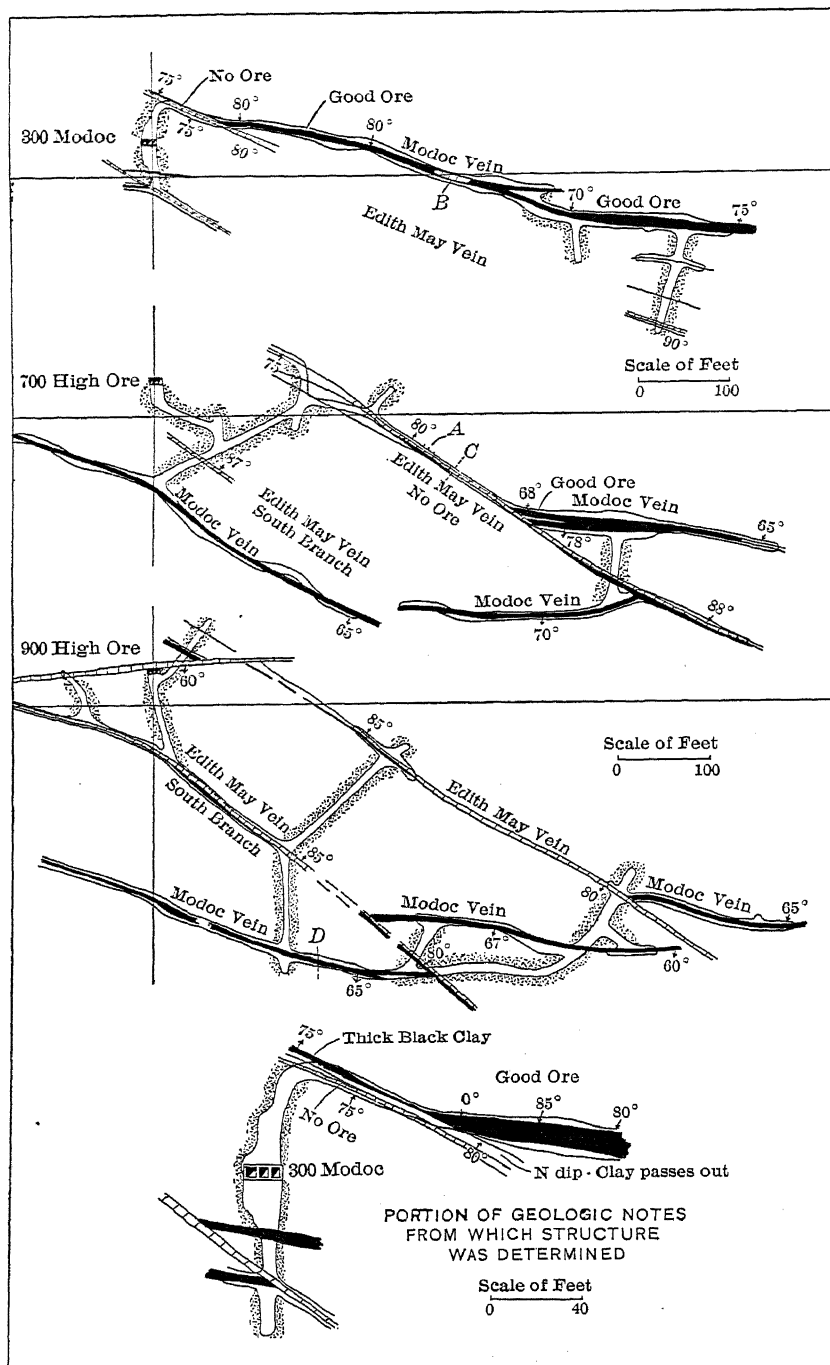 75°
No Ore
80°
Good Ore
300 Modoc
75°
80°
80°
Modoc Vein
B
70°
Good Ore
75°
Edith May Vein
90°
Scale of Feet
0 100
700 High Ore
75
80°
A
C
87°
Edith May Vein
No Ore
68°
Good Ore
Modoc Vein
65°
Modoc Vein
Edith May Vein
South Branch
78°
65°
Modoc Vein
70°
88°
900 High Ore
60°
85°
Scale of Feet
0 100
Edith May Vein
South Branch
Edith May Vein
85°
80°
Modoc Vein
65°
Modoc Vein
Modoc Vein
D
67°
80°
65°
60°
75°
Thick Black Clay
Good Ore
No Ore
75°
0°
85°
80°
80°
N dip · Clay passes out
300 Modoc
PORTION OF GEOLOGIC NOTES
FROM WHICH STRUCTURE
WAS DETERMINED
Scale of Feet
0 40